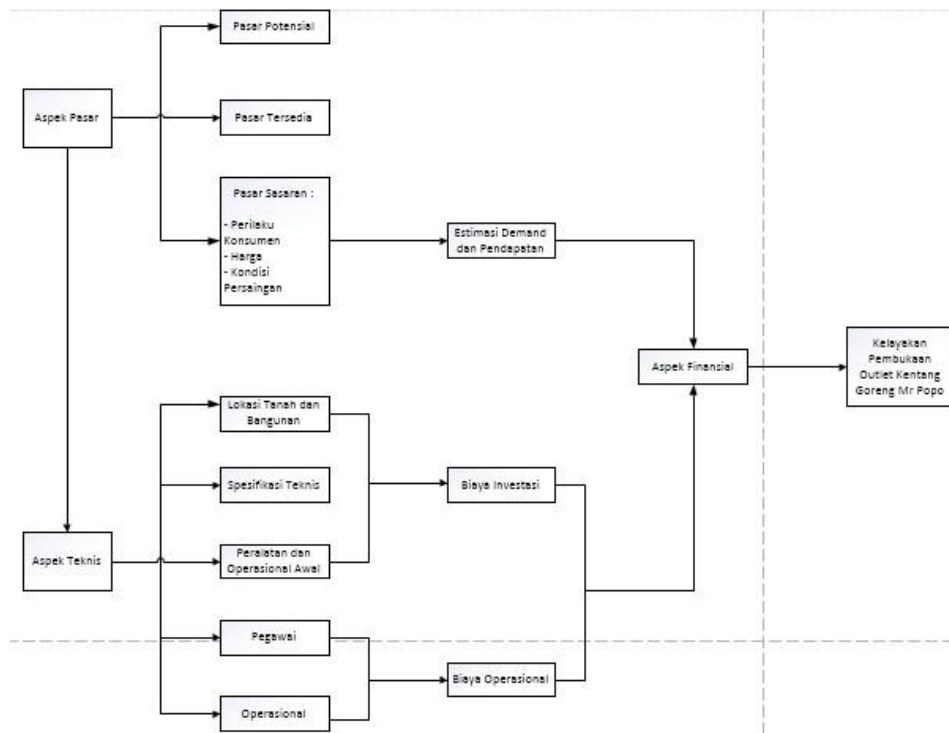 Pasar Potensial
Aspek Pasar
Pasar Tersedia
Pasar Sasaran :
- Perilaku
Konsumen
- Harga
- Kondisi
Persaingan
Estimasi Demand
dan Pendapatan
Aspek Finansial
Kelayakan
Pembukaan
Outlet Kentang
Goreng Mr Popo
Lokasi Tanah dan
Bangunan
Spesifikasi Teknis
Biaya Investasi
Aspek Teknis
Peralatan dan
Operasional Awal
Pegawai
Biaya Operasional
Operasional